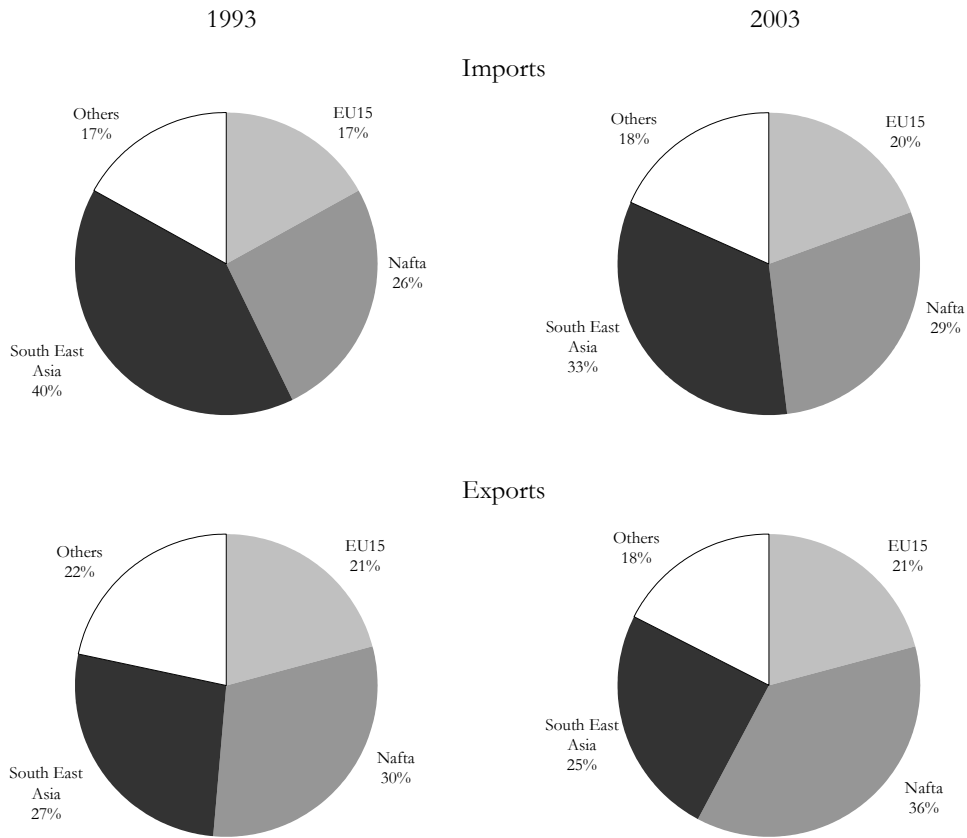 1993
2003
Imports
Others
17%
EU15
17%
Nafta
26%
South East
Asia
40%
Others
18%
EU15
20%
Nafta
29%
South East
Asia
33%
Exports
Others
22%
EU15
21%
Nafta
30%
South East
Asia
27%
Others
18%
EU15
21%
Nafta
36%
South East
Asia
25%